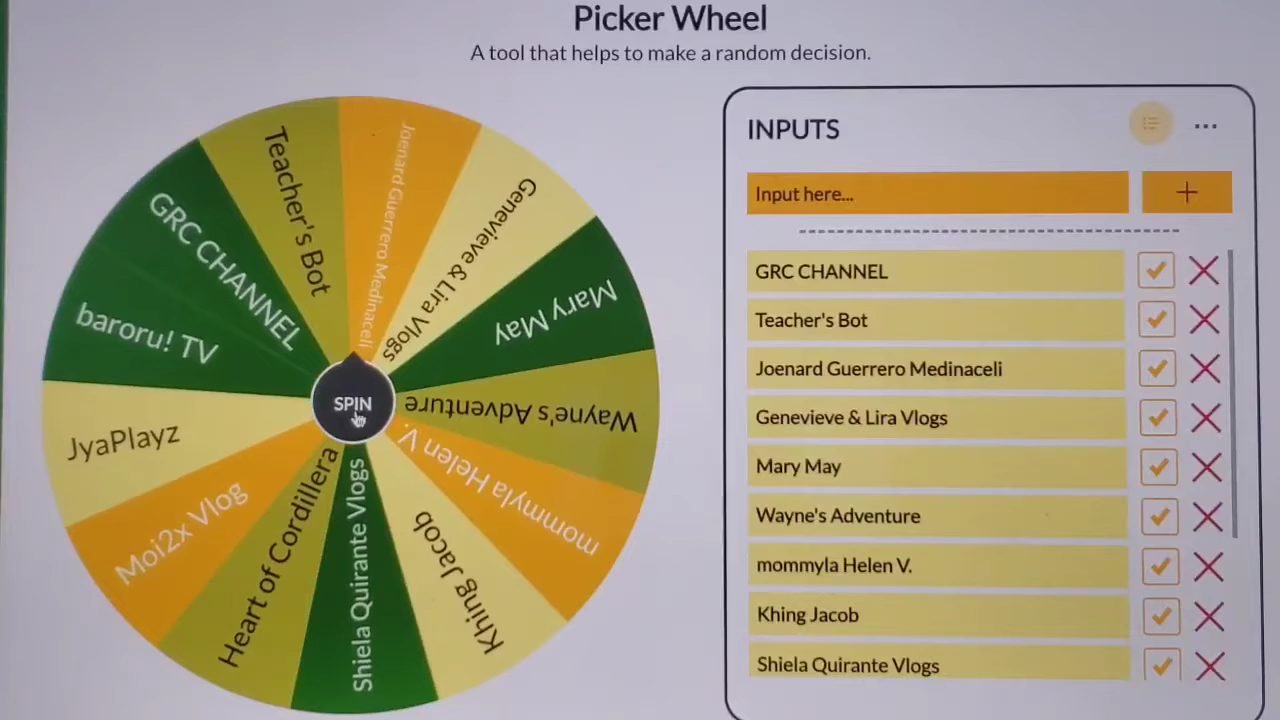 Picker Wheel
A tool that helps to make a random decision.
Teacher's Bot
Joenard Guerrero Medinaceli
Genevieve & Lira Vlogs
Mary May
Wayne's Adventure
mommyla Helen V.
Khing Jacob
Shiela Quirante Vlogs
Heart of Cordillera
Moi2x Vlog
JyaPlayz
baroru! TV
GRC CHANNEL
SPIN
INPUTS
Input here...
GRC CHANNEL
Teacher's Bot
Joenard Guerrero Medinaceli
Genevieve & Lira Vlogs
Mary May
Wayne's Adventure
mommyla Helen V.
Khing Jacob
Shiela Quirante Vlogs